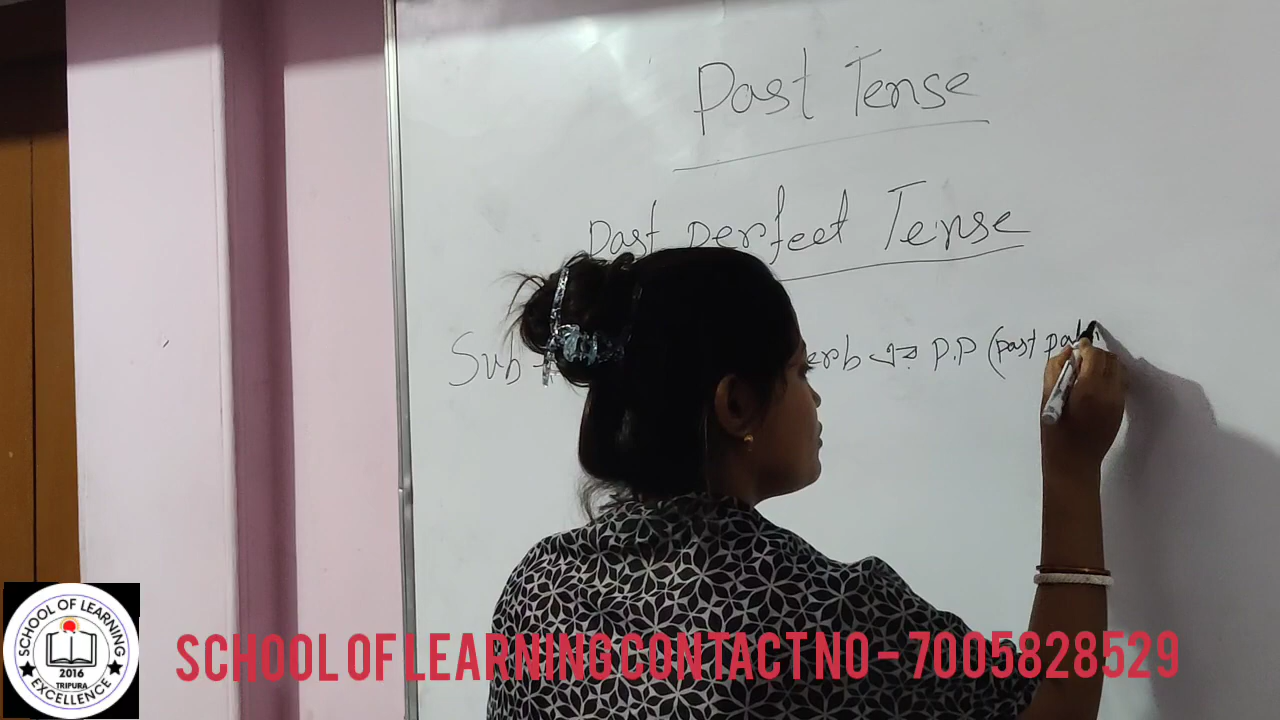 Past Tense
Past perfect Tense
Sub erb এর P.P (past pa
SCHOOL OF LEARNING
2016
TRIPURA
EXCELLENCE
SCHOOL OF LEARNING CONTACT NO - 7005828529